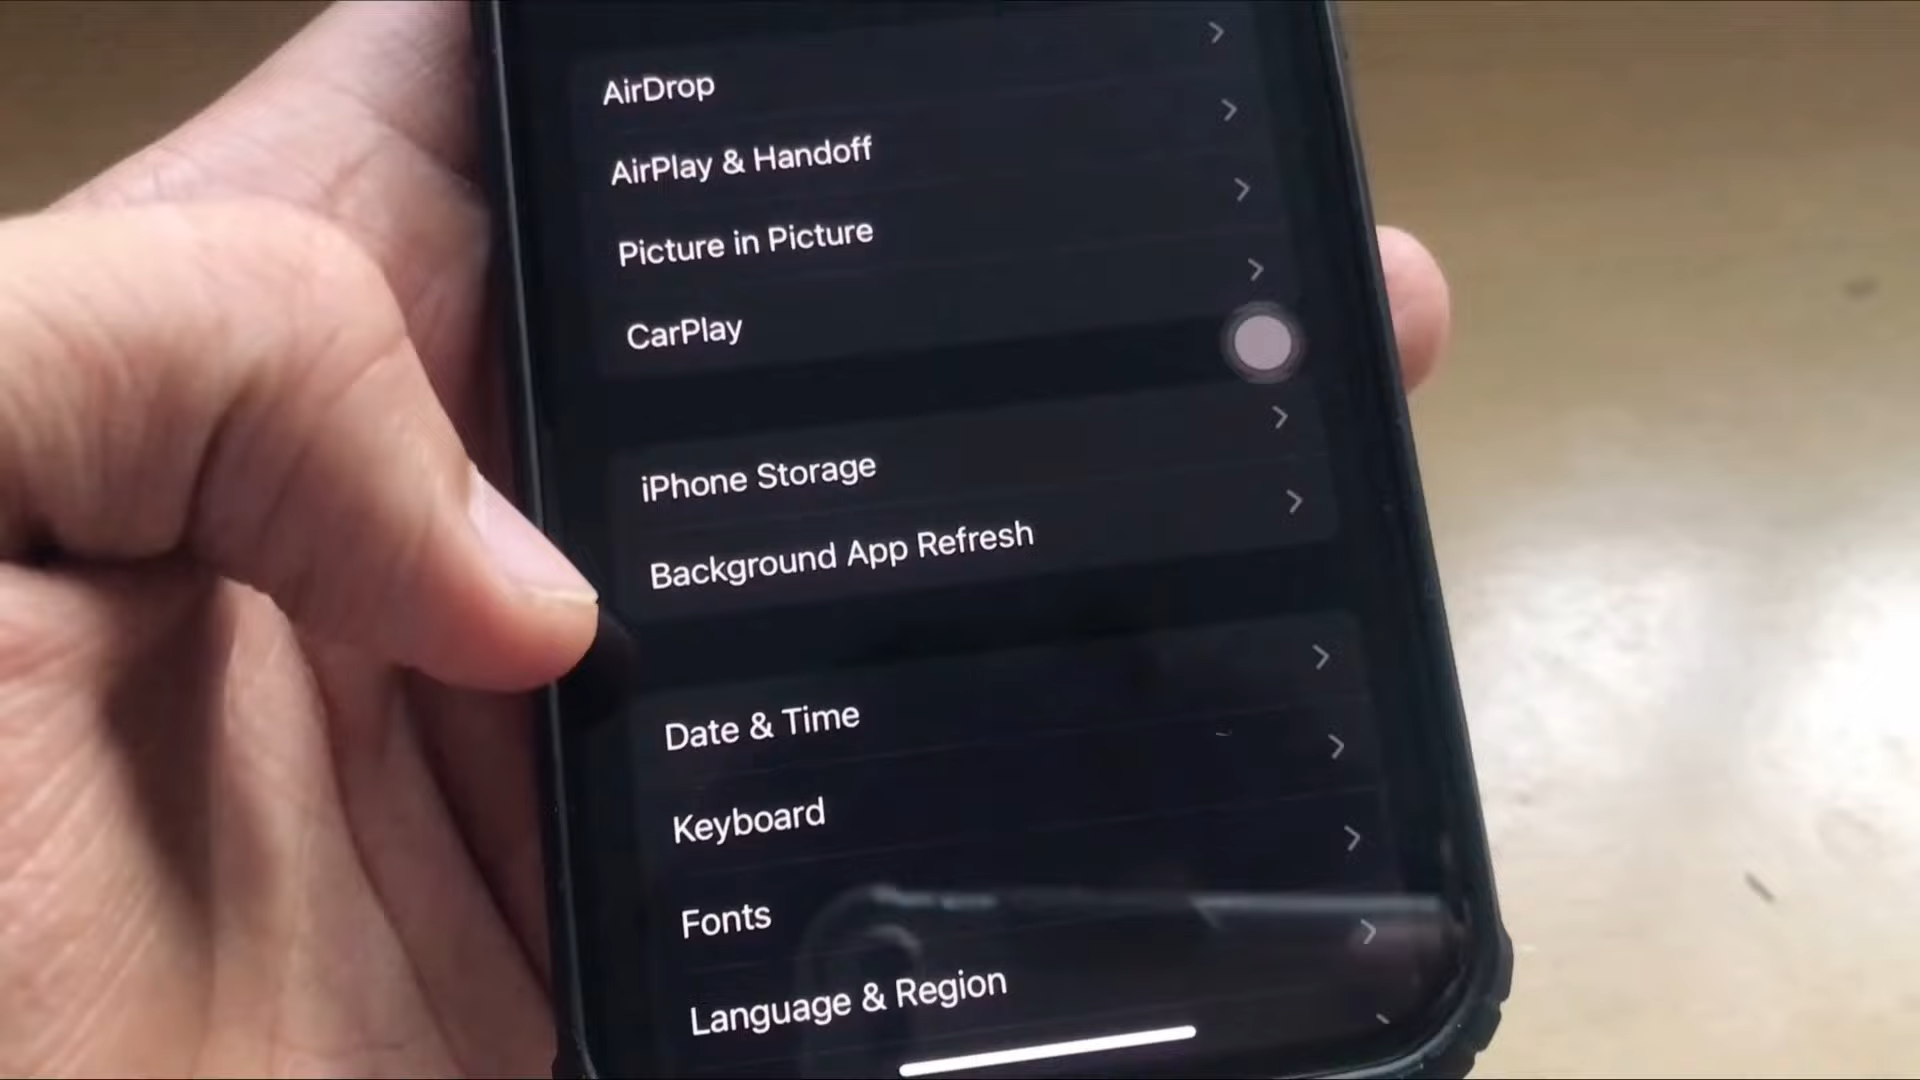 AirDrop
AirPlay & Handoff
Picture in Picture
CarPlay
iPhone Storage
Background App Refresh
Date & Time
Keyboard
Fonts
Language & Region